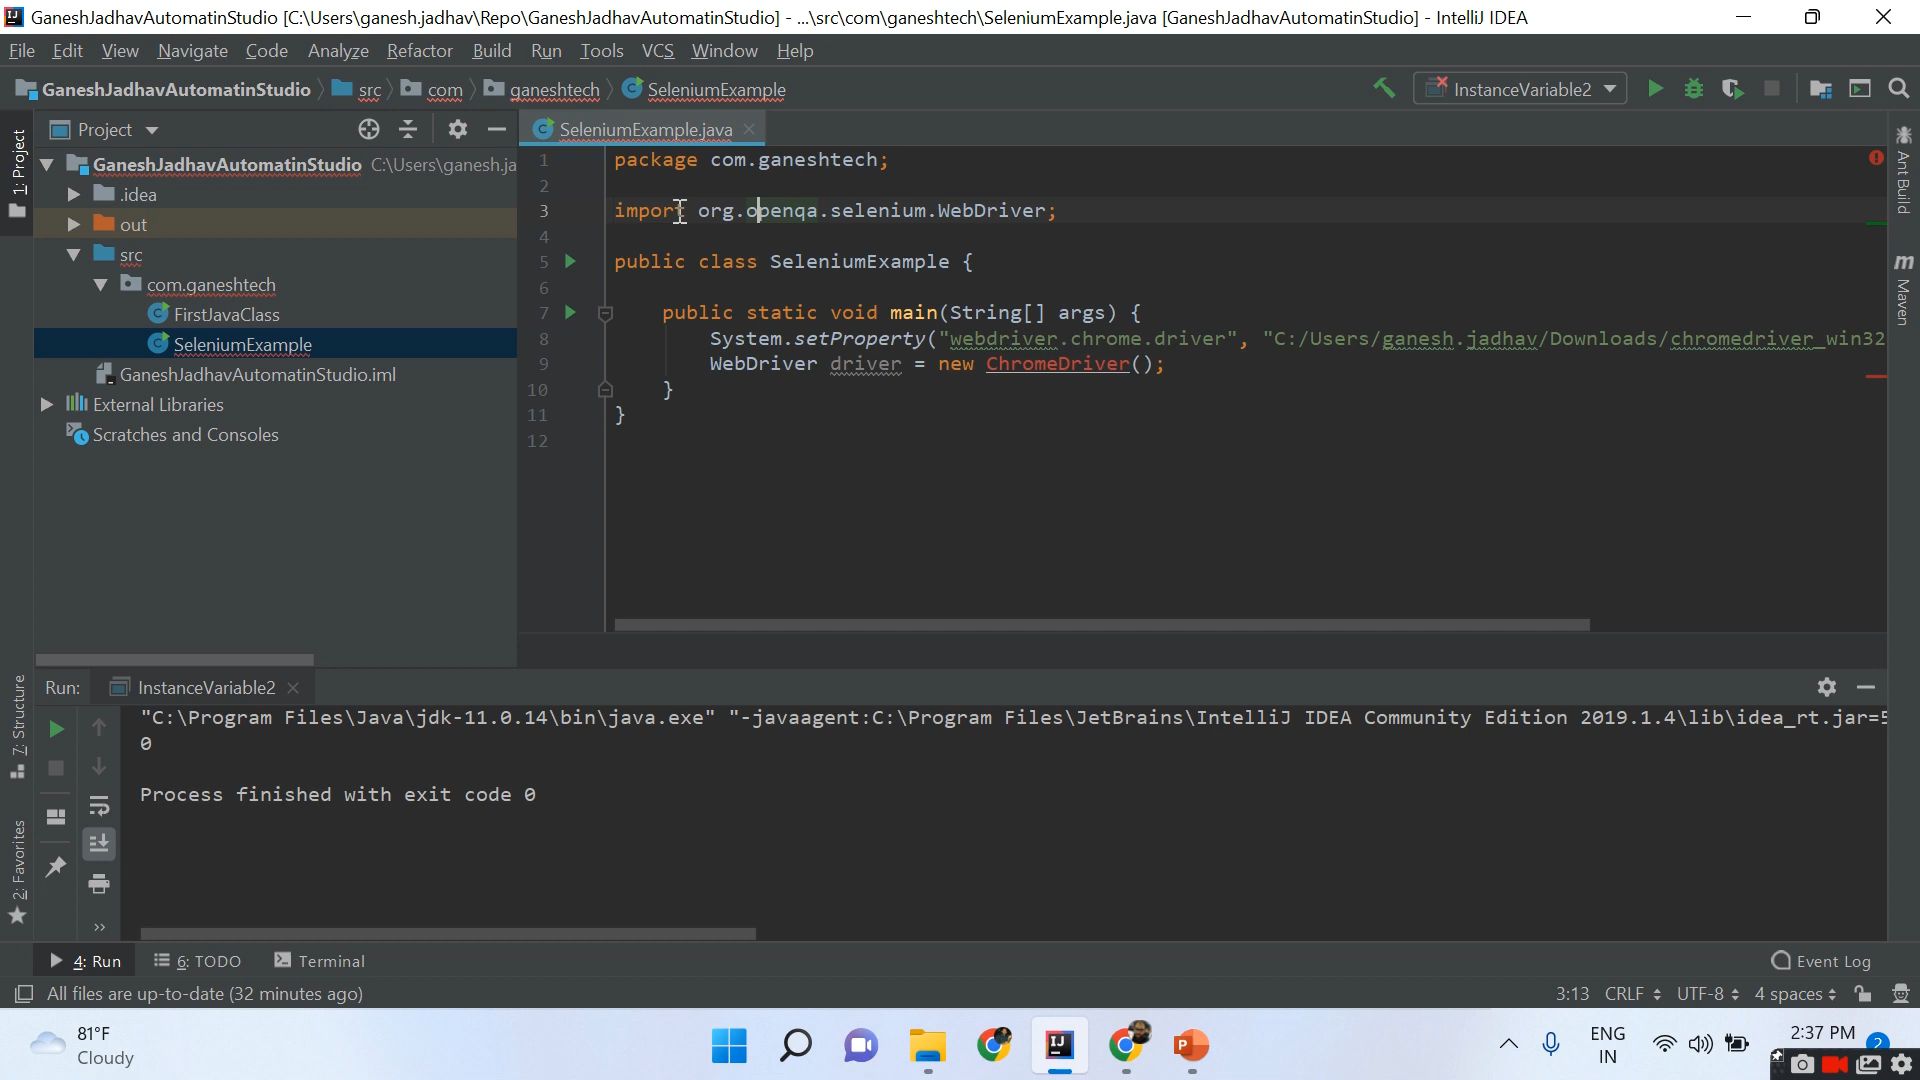 GaneshJadhavAutomatinStudio [C:\Users\ganesh.jadhav\Repo\GaneshJadhavAutomatinStudio] - ...\src\com\ganeshtech\SeleniumExample.java [GaneshJadhavAutomatinStudio] - IntelliJ IDEA
File Edit View Navigate Code Analyze Refactor Build Run Tools VCS Window Help
GaneshJadhavAutomatinStudio src com ganeshtech SeleniumExample InstanceVariable2
1: Project
Project
SeleniumExample.java
GaneshJadhavAutomatinStudio C:\Users\ganesh.ja
.idea
out
src
com.ganeshtech
FirstJavaClass
SeleniumExample
GaneshJadhavAutomatinStudio.iml
External Libraries
Scratches and Consoles
1 package com.ganeshtech;
2
3 import org.openqa.selenium.WebDriver;
4
5 public class SeleniumExample {
6
7 public static void main(String[] args) {
8 System.setProperty("webdriver.chrome.driver", "C:/Users/ganesh.jadhav/Downloads/chromedriver_win32
9 WebDriver driver = new ChromeDriver();
10 }
11 }
12
Ant Build
m Maven
7: Structure
2: Favorites
Run: InstanceVariable2
"C:\Program Files\Java\jdk-11.0.14\bin\java.exe" "-javaagent:C:\Program Files\JetBrains\IntelliJ IDEA Community Edition 2019.1.4\lib\idea_rt.jar=5
0
Process finished with exit code 0
4: Run 6: TODO Terminal Event Log
All files are up-to-date (32 minutes ago) 3:13 CRLF UTF-8 4 spaces
81°F
Cloudy
ENG
IN
2:37 PM
2